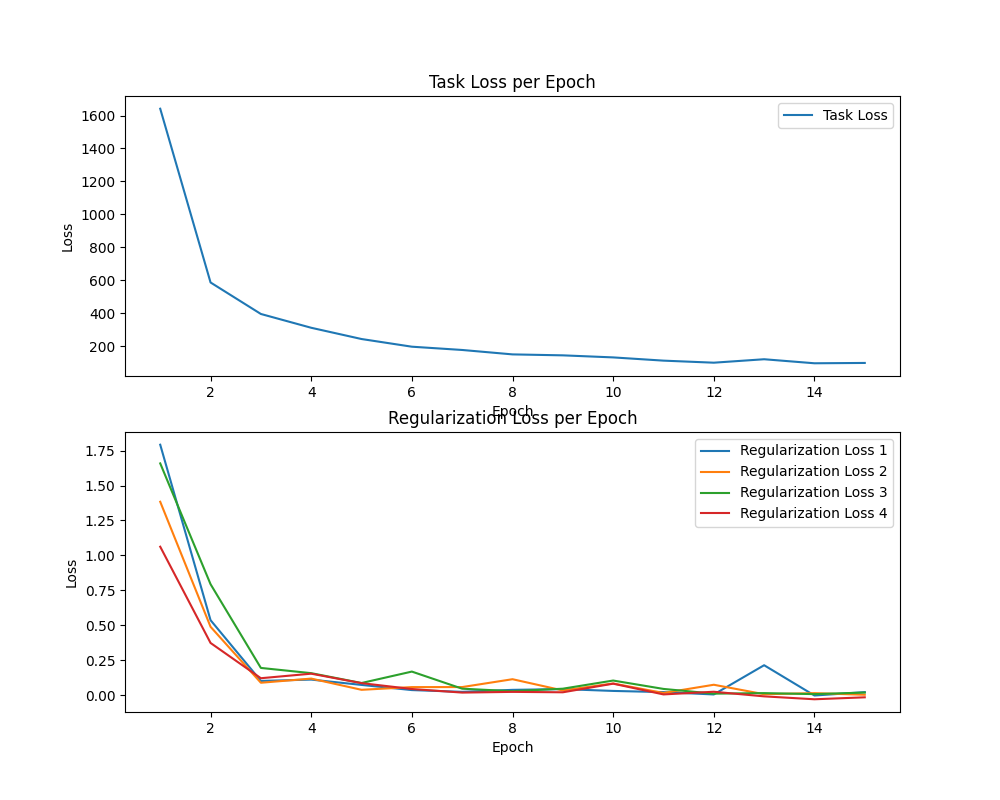 Task Loss per Epoch
Loss
1600
1400
1200
1000
800
600
400
200
Task Loss
2 4 6 8 10 12 14
Epoch
Regularization Loss per Epoch
Loss
1.75
1.50
1.25
1.00
0.75
0.50
0.25
0.00
Regularization Loss 1
Regularization Loss 2
Regularization Loss 3
Regularization Loss 4
2 4 6 8 10 12 14
Epoch